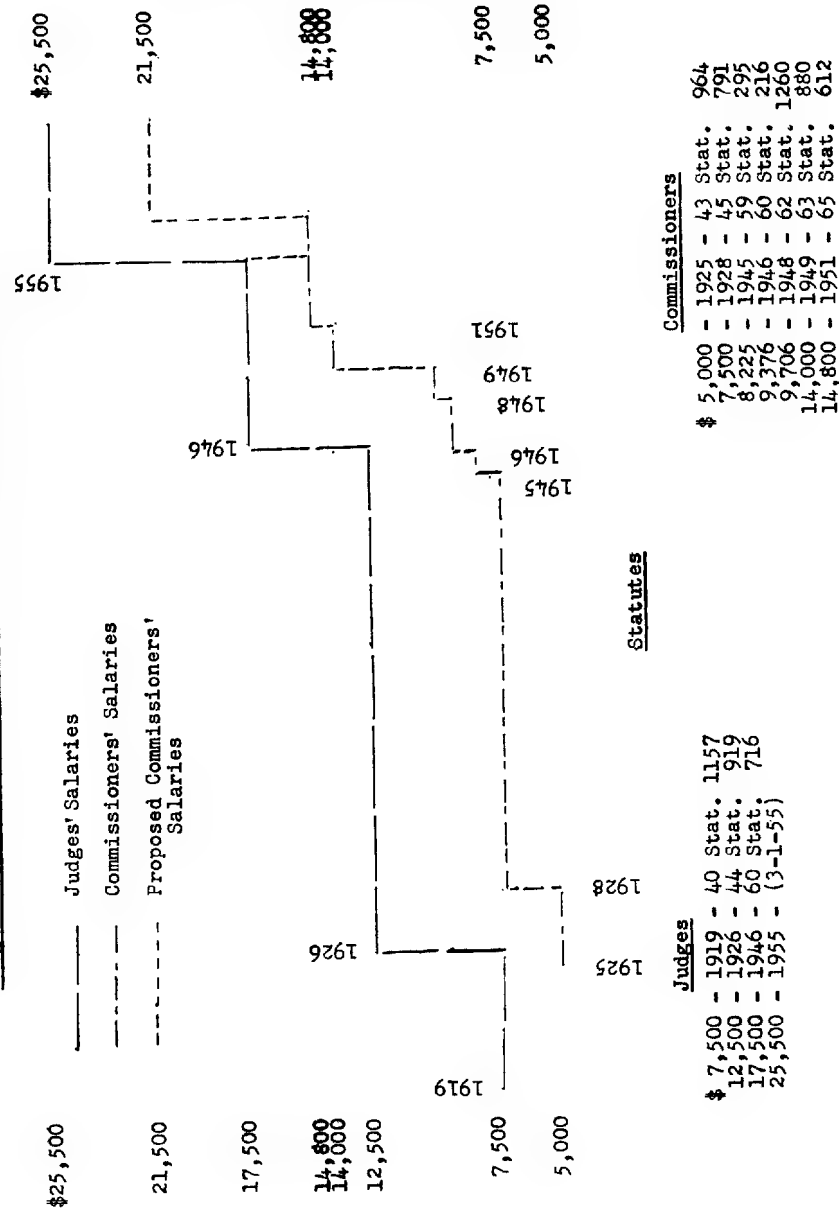 $25,500
21,500
17,500
14,800
14,000
12,500
7,500
5,000
Judges' Salaries
Commissioners' Salaries
Proposed Commissioners'
Salaries
1919
1926
1946
1955
1925
1928
1945
1946
1948
1949
1951
$25,500
21,500
14,800
14,000
7,500
5,000
Statutes
Judges
$ 7,500 - 1919 - 40 Stat. 1157
12,500 - 1926 - 44 Stat. 919
17,500 - 1946 - 60 Stat. 716
25,500 - 1955 - (3-1-55)
Commissioners
$ 5,000 - 1925 - 43 Stat. 964
7,500 - 1928 - 45 Stat. 791
8,225 - 1945 - 59 Stat. 295
9,376 - 1946 - 60 Stat. 216
9,706 - 1948 - 62 Stat. 1260
14,000 - 1949 - 63 Stat. 880
14,800 - 1951 - 65 Stat. 612